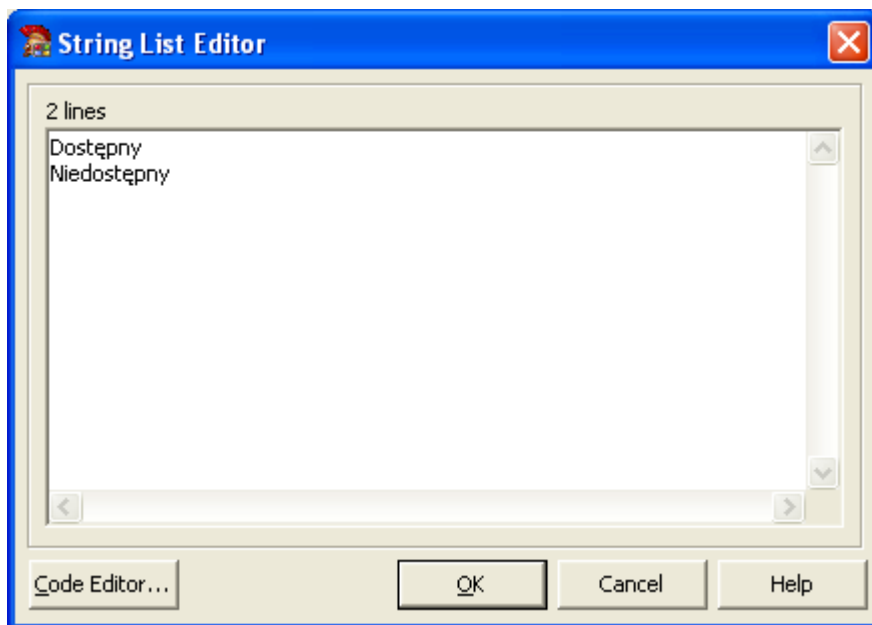 String List Editor
2 lines
Dostępny
Niedostępny
Code Editor...
OK
Cancel
Help